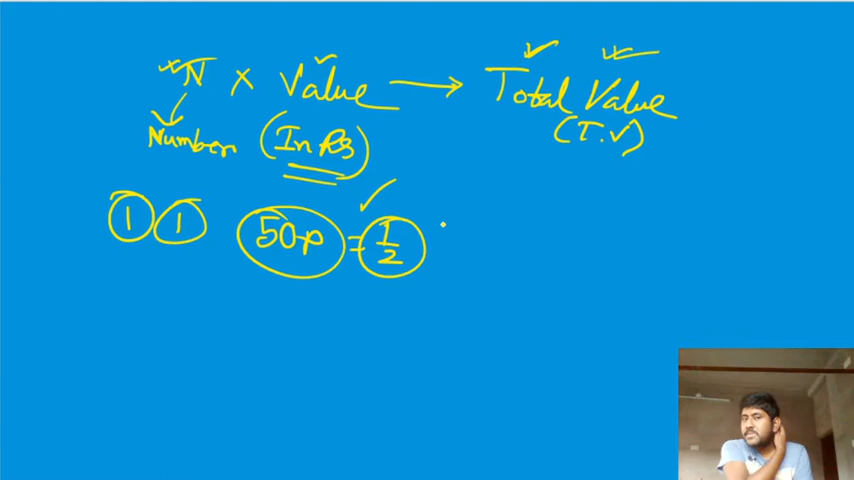 N × Value → Total Value
Number (In Rs) (T.V)
1 1 50p = 1/2